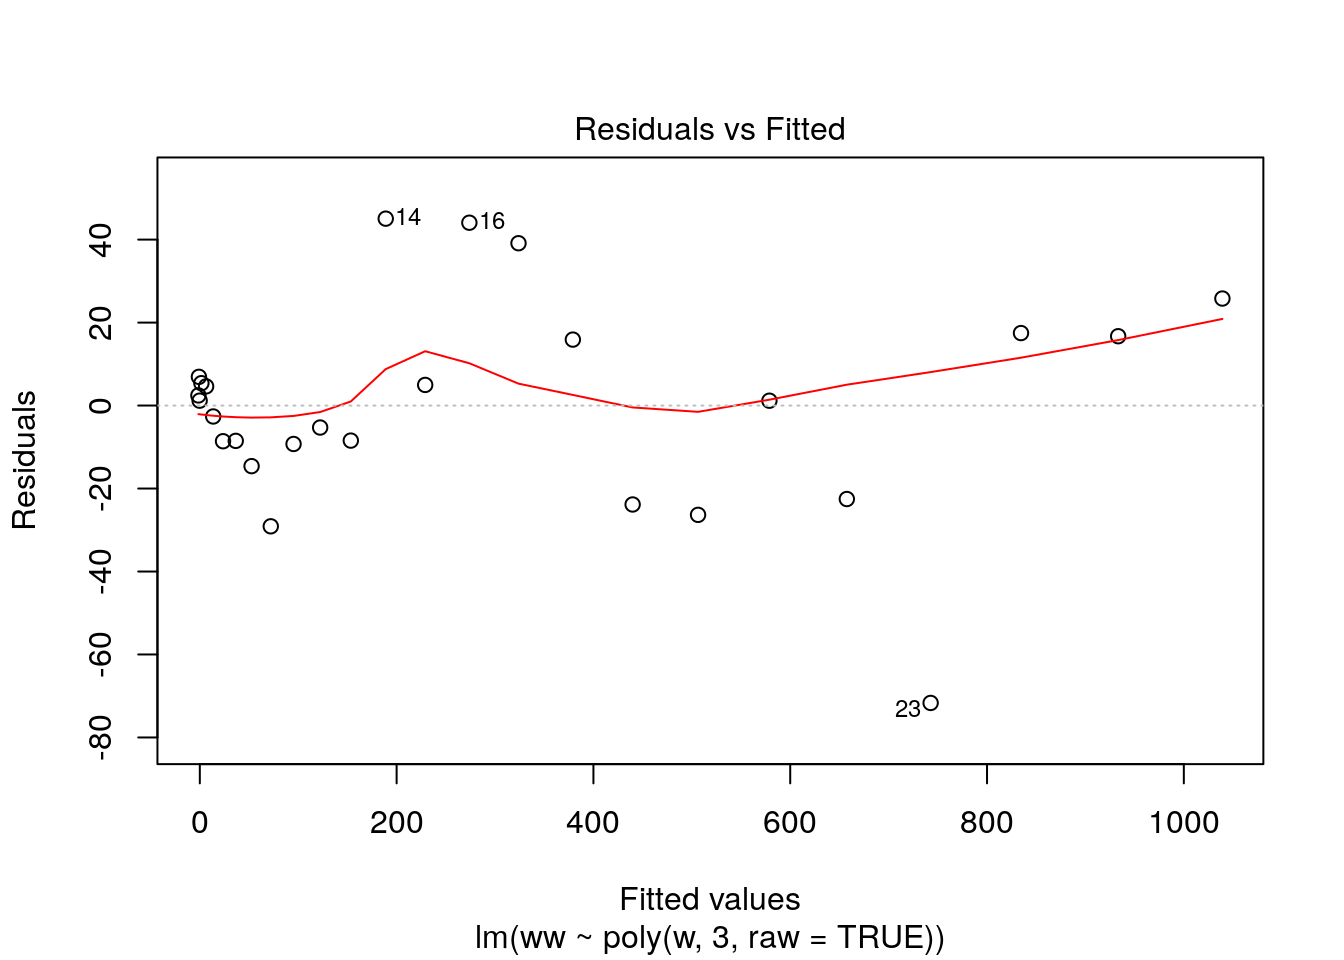 Residuals vs Fitted
Residuals
40
20
0
-20
-40
-60
-80
14
16
23
0 200 400 600 800 1000
Fitted values
lm(ww ~ poly(w, 3, raw = TRUE))